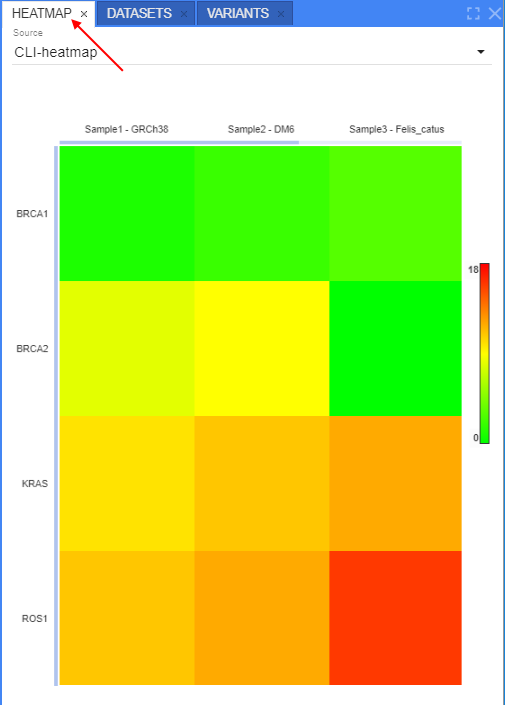 HEATMAP × DATASETS × VARIANTS ×
Source
CLI-heatmap
Sample1 - GRCh38 Sample2 - DM6 Sample3 - Felis_catus
BRCA1
18
BRCA2
0
KRAS
ROS1